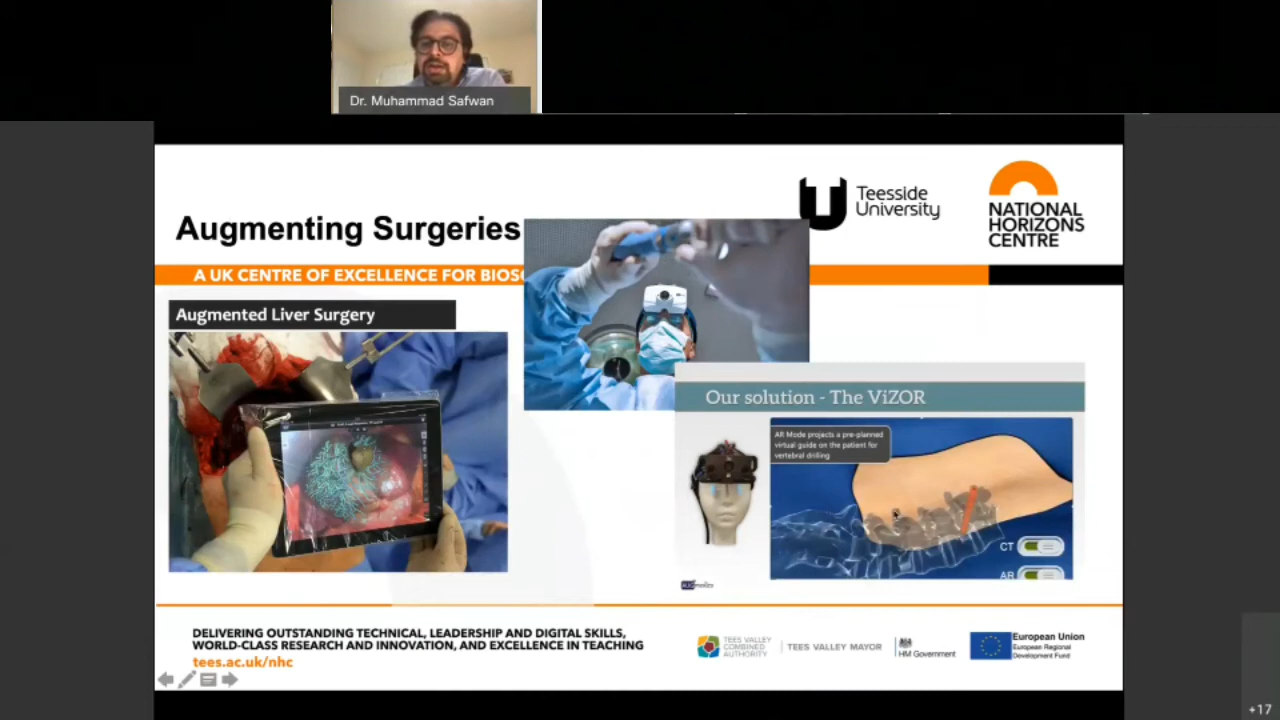 Dr. Muhammad Safwan
Teesside
University
NATIONAL
HORIZONS
CENTRE
Augmenting Surgeries
A UK CENTRE OF EXCELLENCE FOR
Augmented Liver Surgery
Our solution - The ViZOR
AR Mode projects a pre-planned
virtual guide on the patient for
vertebral drilling
CT
AR
DELIVERING OUTSTANDING TECHNICAL, LEADERSHIP AND DIGITAL SKILLS,
WORLD-CLASS RESEARCH AND INNOVATION, AND EXCELLENCE IN TEACHING
tees.ac.uk/nhc
TEES VALLEY
COMBINED
AUTHORITY
TEES VALLEY MAYOR
HM Government
European Union
European Regional
Development Fund
+17